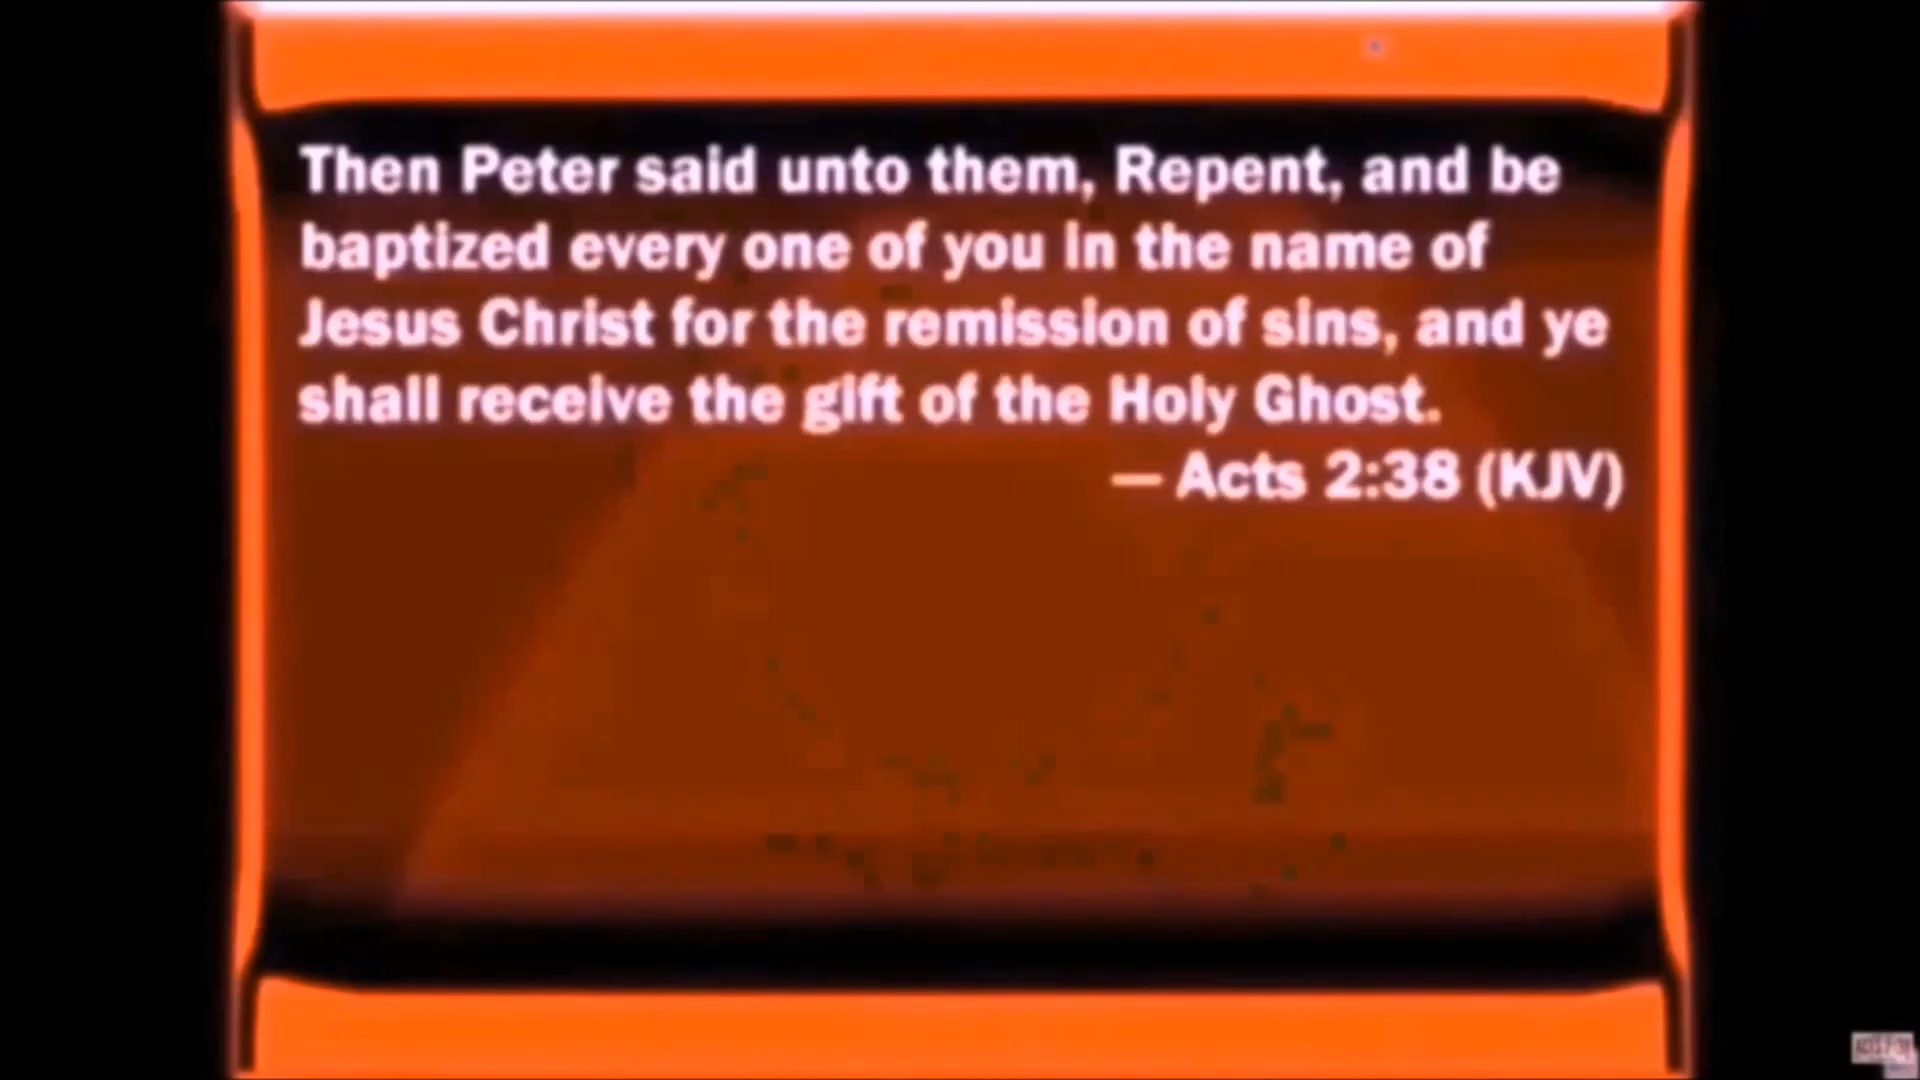 Then Peter said unto them, Repent, and be
baptized every one of you in the name of
Jesus Christ for the remission of sins, and ye
shall receive the gift of the Holy Ghost.
— Acts 2:38 (KJV)